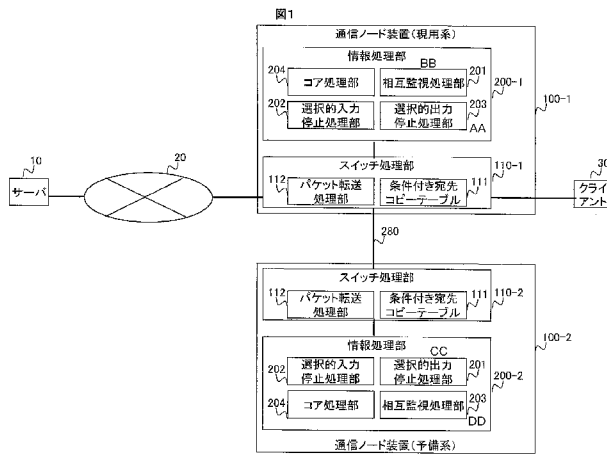 図1
通信ノード装置(現用系)
情報処理部
BB
204
コア処理部
相互監視処理部
201
200-1
202
選択的入力
停止処理部
選択的出力
停止処理部
203
AA
100-1
10
サーバ
20
スイッチ処理部
110-1
112
パケット転送
処理部
条件付き宛先
コピーテーブル
111
30
クライ
アント
280
スイッチ処理部
110-2
112
パケット転送
処理部
条件付き宛先
コピーテーブル
111
100-2
情報処理部
CC
202
選択的入力
停止処理部
選択的出力
停止処理部
201
200-2
204
コア処理部
相互監視処理部
203
DD
通信ノード装置(予備系)